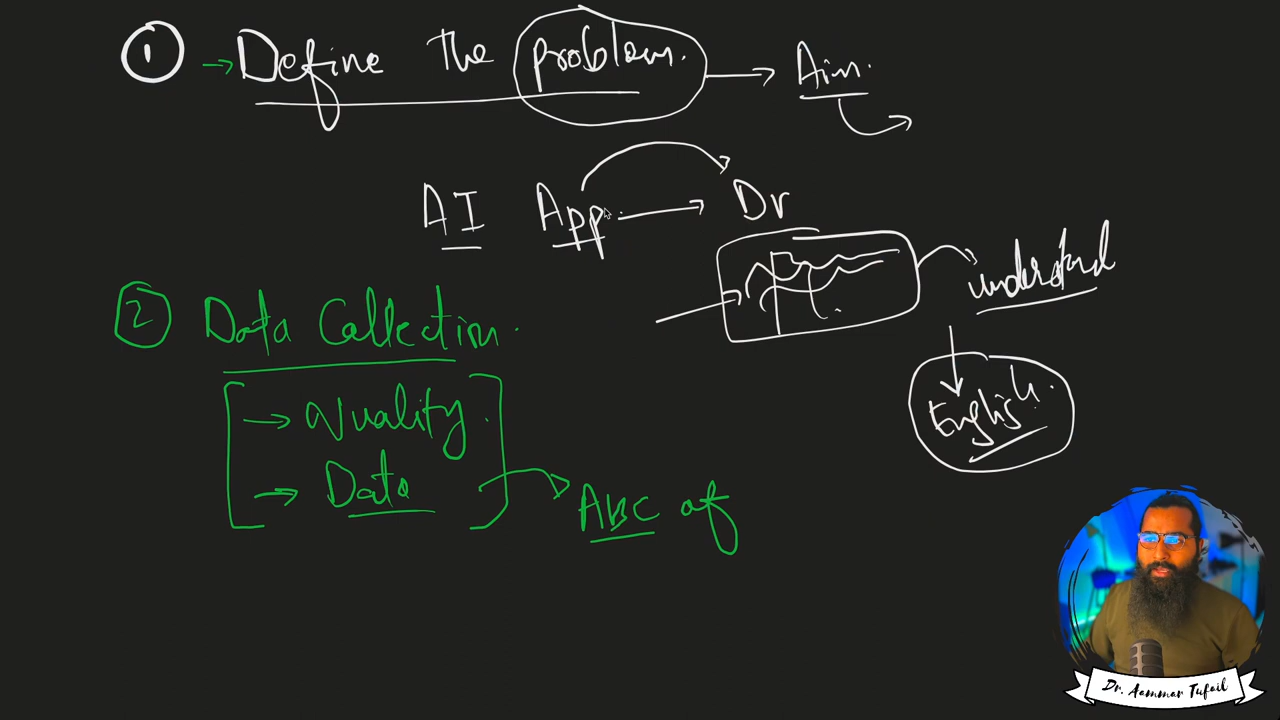 1 → Define the problem. → Aim.
AI App. → Dr
understand
English.
2 Data Collection.
→ Quality.
→ Data
ABC of
Dr. Aammar Tufail